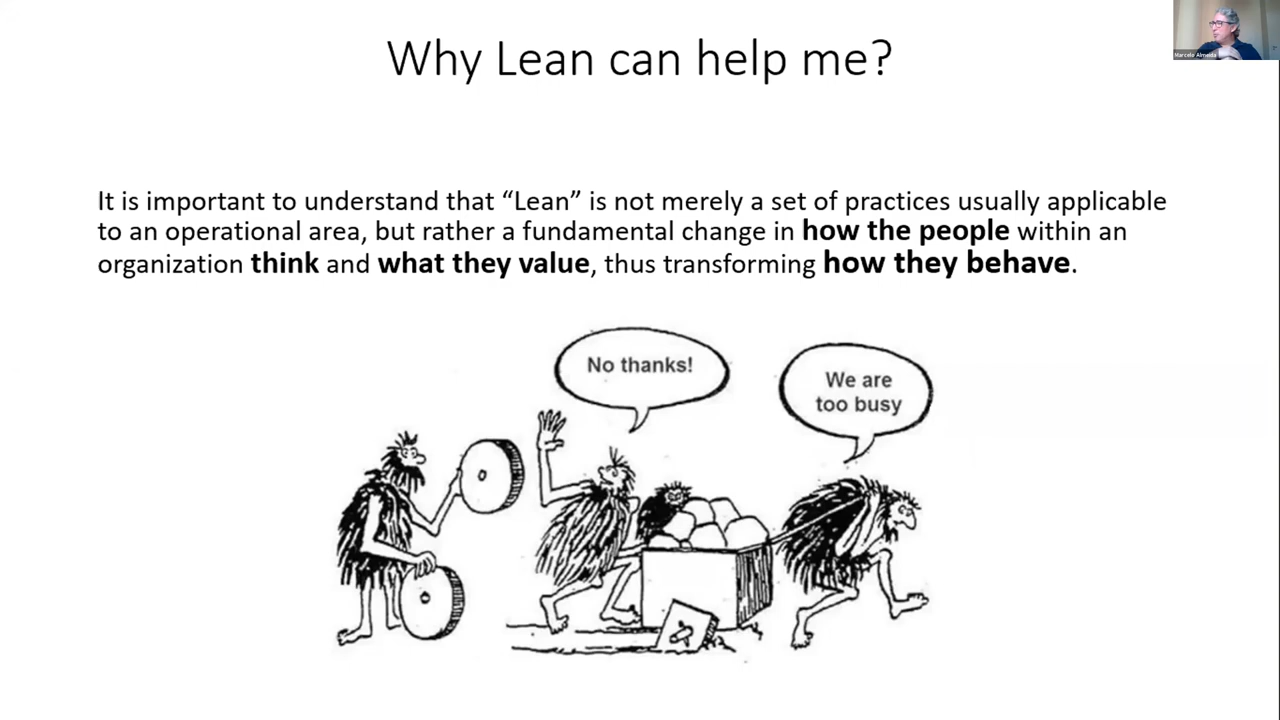 Why Lean can help me?
Marcelo Almeida
It is important to understand that “Lean” is not merely a set of practices usually applicable
to an operational area, but rather a fundamental change in how the people within an
organization think and what they value, thus transforming how they behave.
No thanks!
We are
too busy